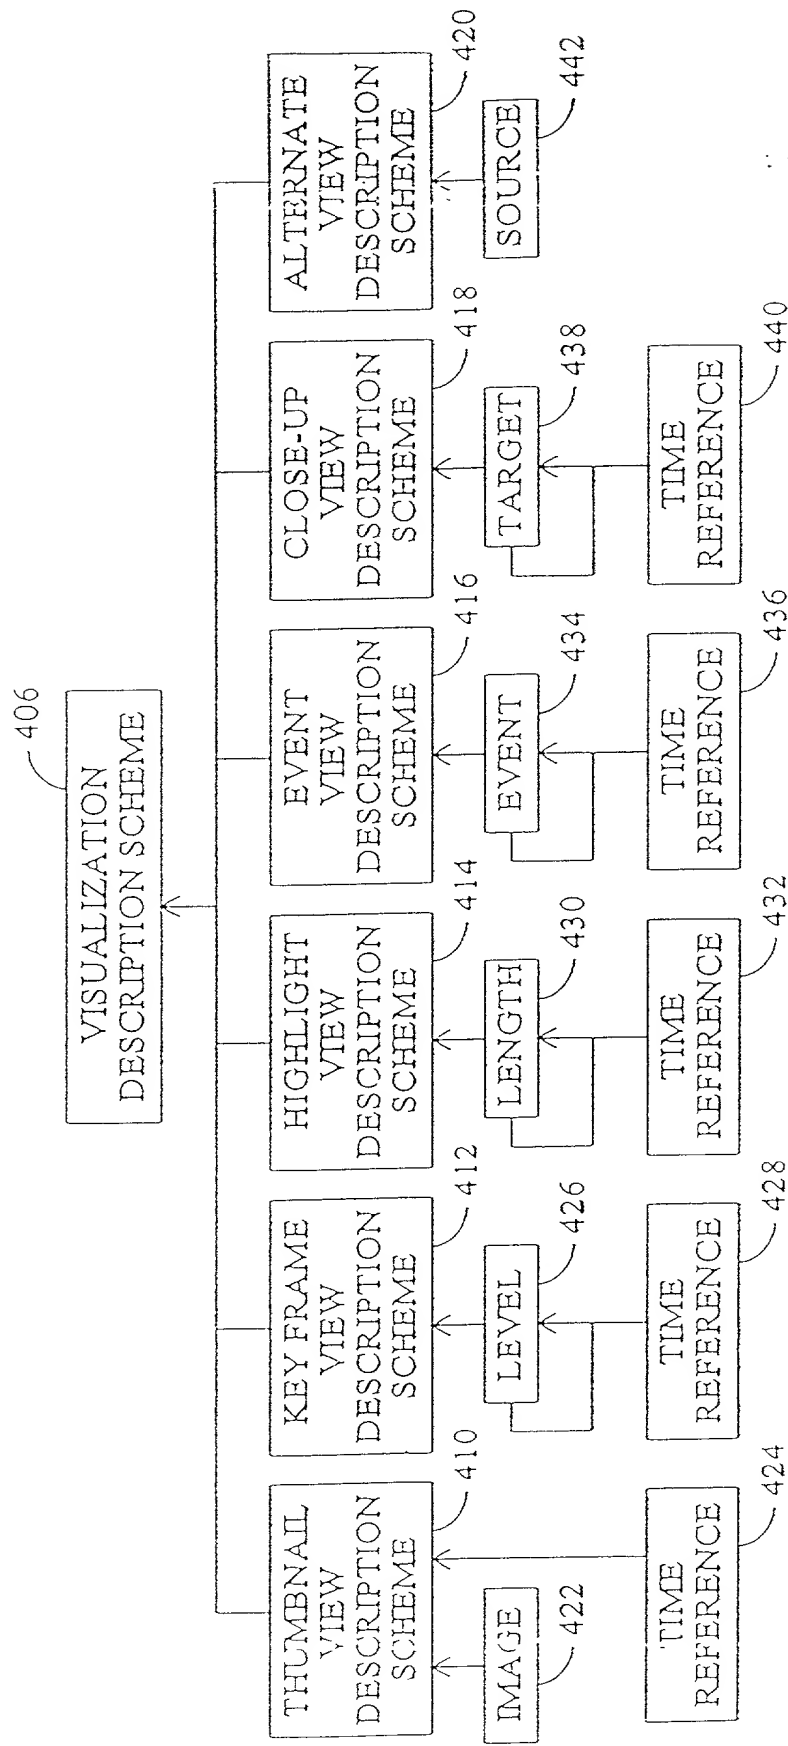 VISUALIZATION
DESCRIPTION SCHEME
406
THUMBNAIL
VIEW
DESCRIPTION
SCHEME
410
KEY FRAME
VIEW
DESCRIPTION
SCHEME
412
HIGHLIGHT
VIEW
DESCRIPTION
SCHEME
414
EVENT
VIEW
DESCRIPTION
SCHEME
416
CLOSE-UP
VIEW
DESCRIPTION
SCHEME
418
ALTERNATE
VIEW
DESCRIPTION
SCHEME
420
IMAGE
422
LEVEL
426
LENGTH
430
EVENT
434
TARGET
438
SOURCE
442
TIME
REFERENCE
424
TIME
REFERENCE
428
TIME
REFERENCE
432
TIME
REFERENCE
436
TIME
REFERENCE
440